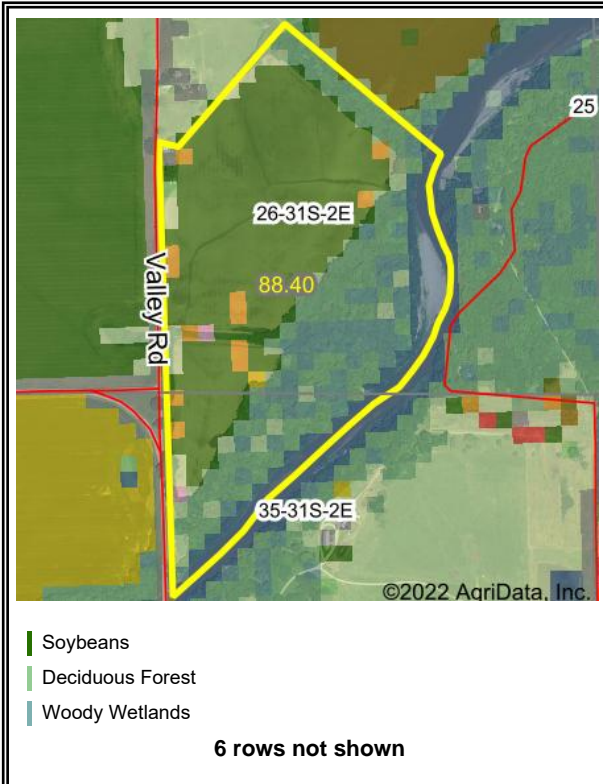 25
26-31S-2E
88.40
Valley Rd
35-31S-2E
©2022 AgriData, Inc.
Soybeans
Deciduous Forest
Woody Wetlands
6 rows not shown